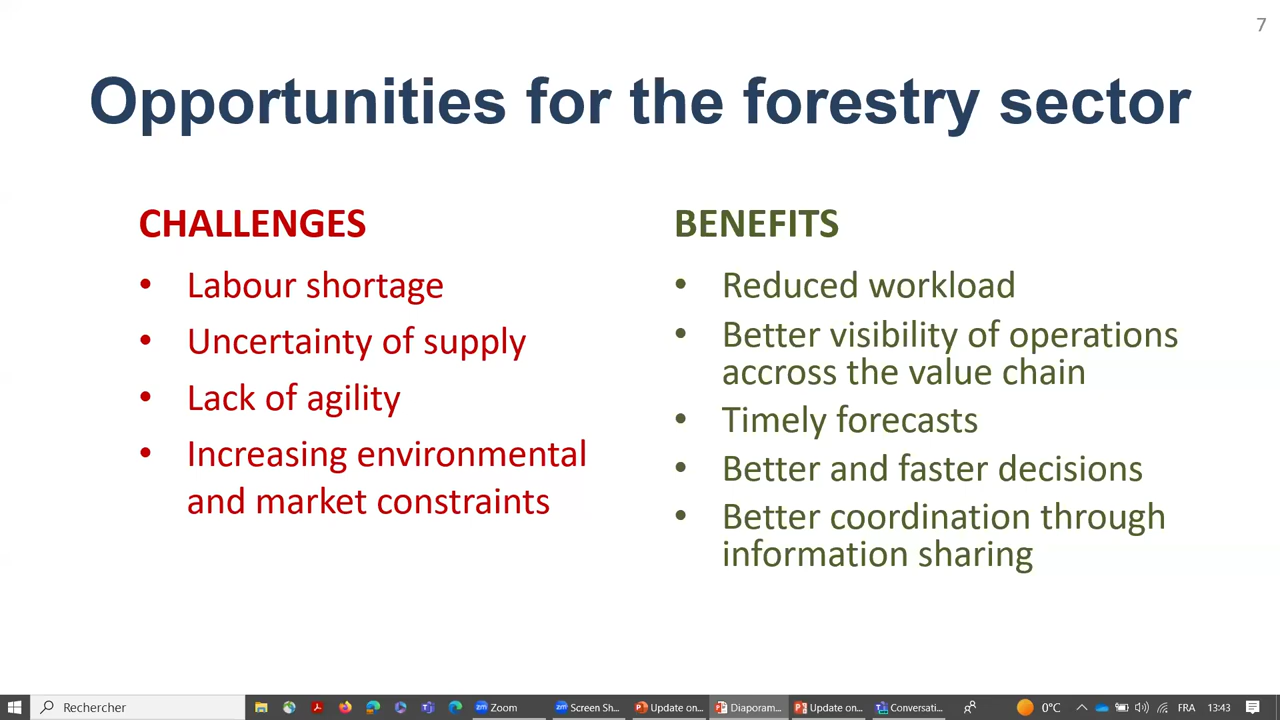 7
Opportunities for the forestry sector
CHALLENGES
• Labour shortage
• Uncertainty of supply
• Lack of agility
• Increasing environmental
and market constraints
BENEFITS
• Reduced workload
• Better visibility of operations
accross the value chain
• Timely forecasts
• Better and faster decisions
• Better coordination through
information sharing
Rechercher
Zoom
Screen Sh...
Update on...
Diaporam...
Update on...
Conversati...
0°C
FRA
13:43